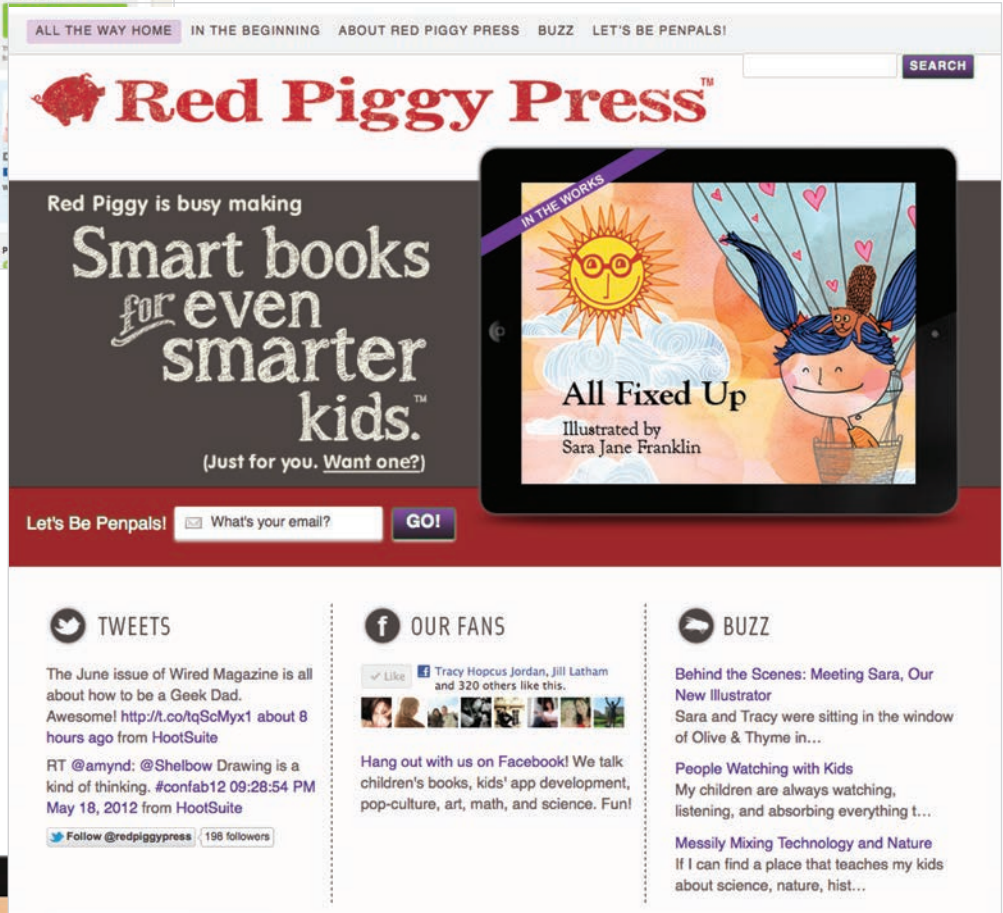 ALL THE WAY HOME IN THE BEGINNING ABOUT RED PIGGY PRESS BUZZ LET'S BE PENPALS!
SEARCH
Red Piggy Press™
Red Piggy is busy making
Smart books
for even
smarter
kids.™
(Just for you. Want one?)
IN THE WORKS
All Fixed Up
Illustrated by
Sara Jane Franklin
Let's Be Penpals! What's your email? GO!
TWEETS
The June issue of Wired Magazine is all
about how to be a Geek Dad.
Awesome! http://t.co/tqScMyx1 about 8
hours ago from HootSuite
RT @amynd: @Shelbow Drawing is a
kind of thinking. #confab12 09:28:54 PM
May 18, 2012 from HootSuite
Follow @redpiggypress 196 followers
OUR FANS
Like Tracy Hopcus Jordan, Jill Latham
and 320 others like this.
Hang out with us on Facebook! We talk
children's books, kids' app development,
pop-culture, art, math, and science. Fun!
BUZZ
Behind the Scenes: Meeting Sara, Our
New Illustrator
Sara and Tracy were sitting in the window
of Olive & Thyme in...
People Watching with Kids
My children are always watching,
listening, and absorbing everything t...
Messily Mixing Technology and Nature
If I can find a place that teaches my kids
about science, nature, hist...